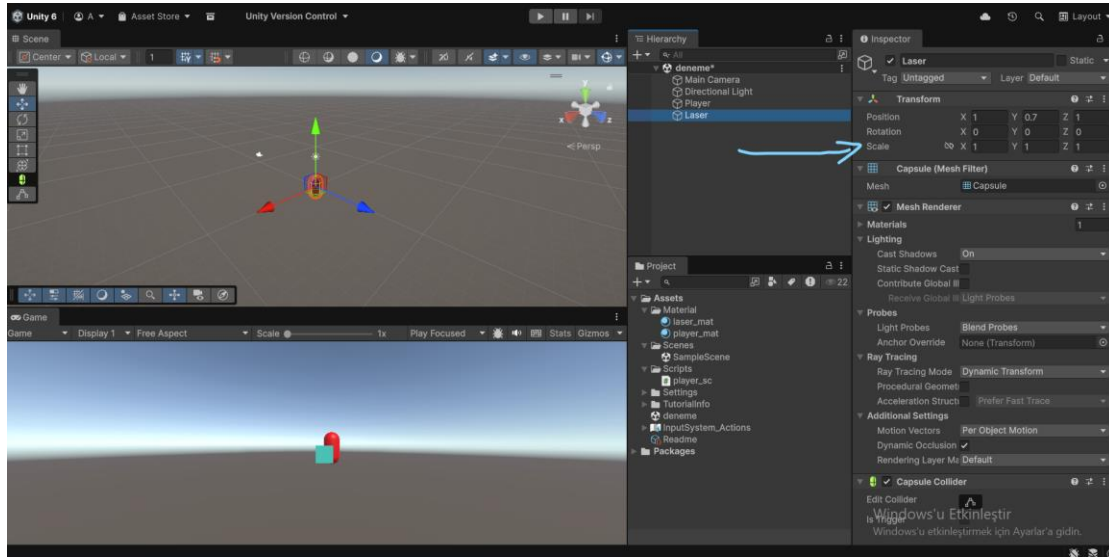 Unity 6 A Asset Store Unity Version Control Layout
Scene
Center Local 1
y
x z
Persp
Game
Game Display 1 Free Aspect Scale 1x Play Focused Stats Gizmos
Hierarchy
All
deneme*
Main Camera
Directional Light
Player
Laser
Project
22
Assets
Material
laser_mat
player_mat
Scenes
SampleScene
Scripts
player_sc
Settings
TutorialInfo
deneme
InputSystem_Actions
Readme
Packages
Inspector
Laser Static
Tag Untagged Layer Default
Transform
Position X 1 Y 0.7 Z 1
Rotation X 0 Y 0 Z 0
Scale X 1 Y 1 Z 1
Capsule (Mesh Filter)
Mesh Capsule
Mesh Renderer
Materials 1
Lighting
Cast Shadows On
Static Shadow Cast
Contribute Global Ill
Receive Global Ill Light Probes
Probes
Light Probes Blend Probes
Anchor Override None (Transform)
Ray Tracing
Ray Tracing Mode Dynamic Transform
Procedural Geomet
Acceleration Struct Prefer Fast Trace
Additional Settings
Motion Vectors Per Object Motion
Dynamic Occlusion
Rendering Layer Ma Default
Capsule Collider
Edit Collider
Windows'u Etkinleştir
Is Trigger
Windows'u etkinleştirmek için Ayarlar'a gidin.